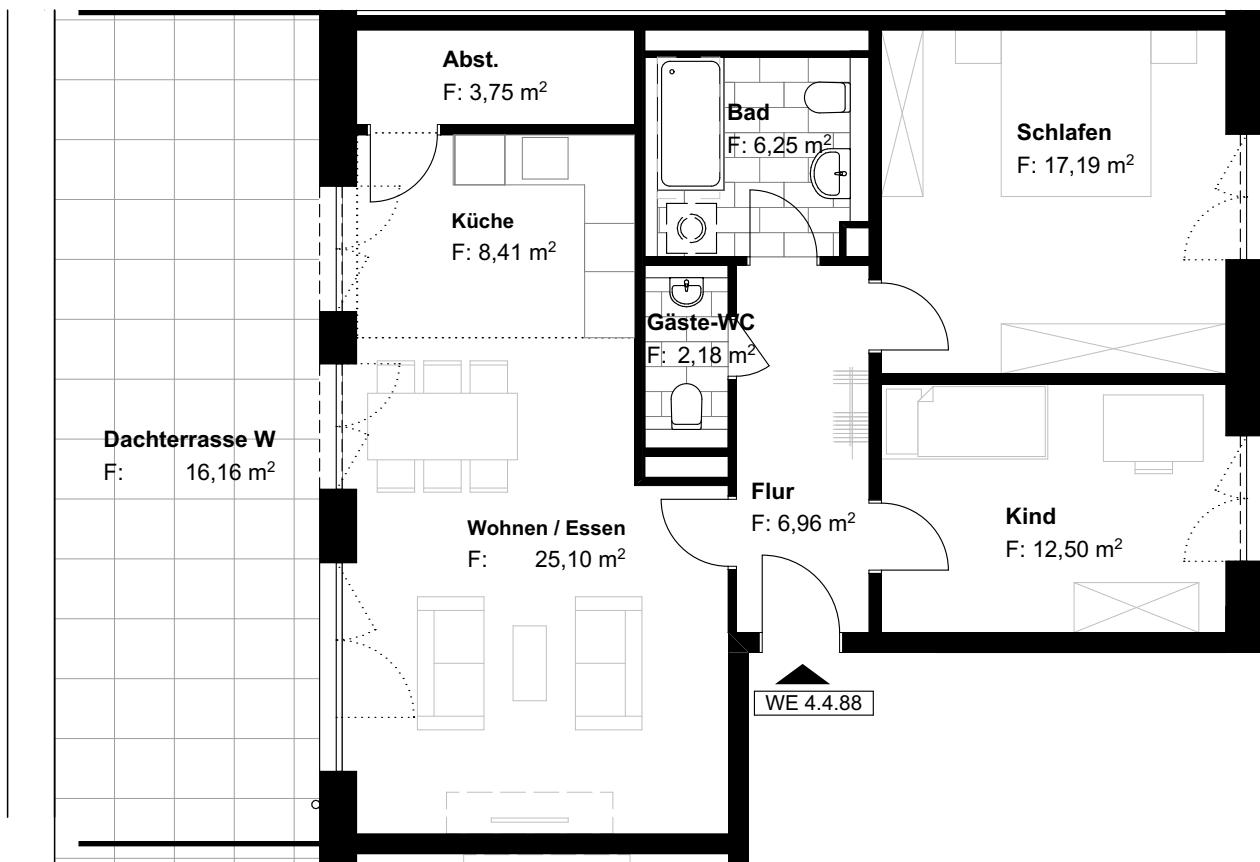 Abst.
F: 3,75 m²
Bad
F: 6,25 m²
Schlafen
F: 17,19 m²
Küche
F: 8,41 m²
Gäste-WC
F: 2,18 m²
Dachterrasse W
F: 16,16 m²
Wohnen / Essen
F: 25,10 m²
Flur
F: 6,96 m²
Kind
F: 12,50 m²
WE 4.4.88